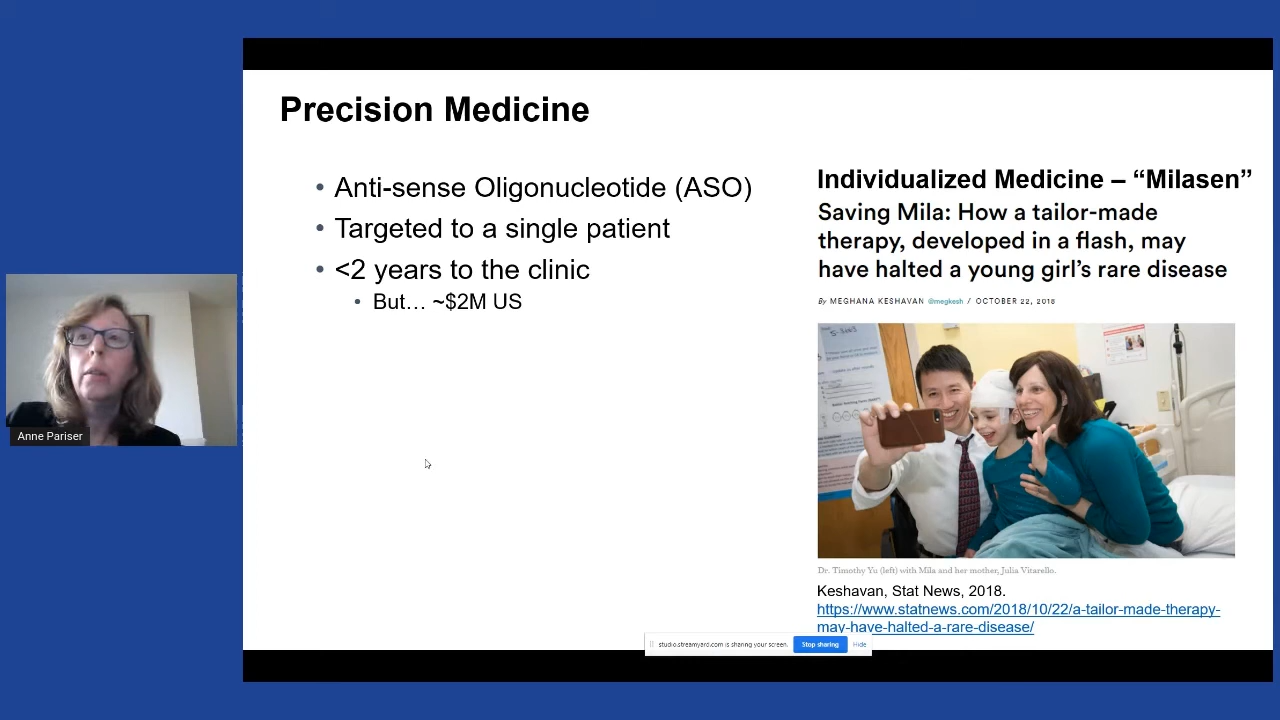 Precision Medicine
• Anti-sense Oligonucleotide (ASO)
• Targeted to a single patient
• <2 years to the clinic
• But… ~$2M US
Individualized Medicine – “Milasen”
Saving Mila: How a tailor-made
therapy, developed in a flash, may
have halted a young girl’s rare disease
By MEGHANA KESHAVAN @megkesh / OCTOBER 22, 2018
Dr. Timothy Yu (left) with Mila and her mother, Julia Vitarello.
Keshavan, Stat News, 2018.
https://www.statnews.com/2018/10/22/a-tailor-made-therapy-
may-have-halted-a-rare-disease/
studio.streamyard.com is sharing your screen. Stop sharing Hide
Anne Pariser